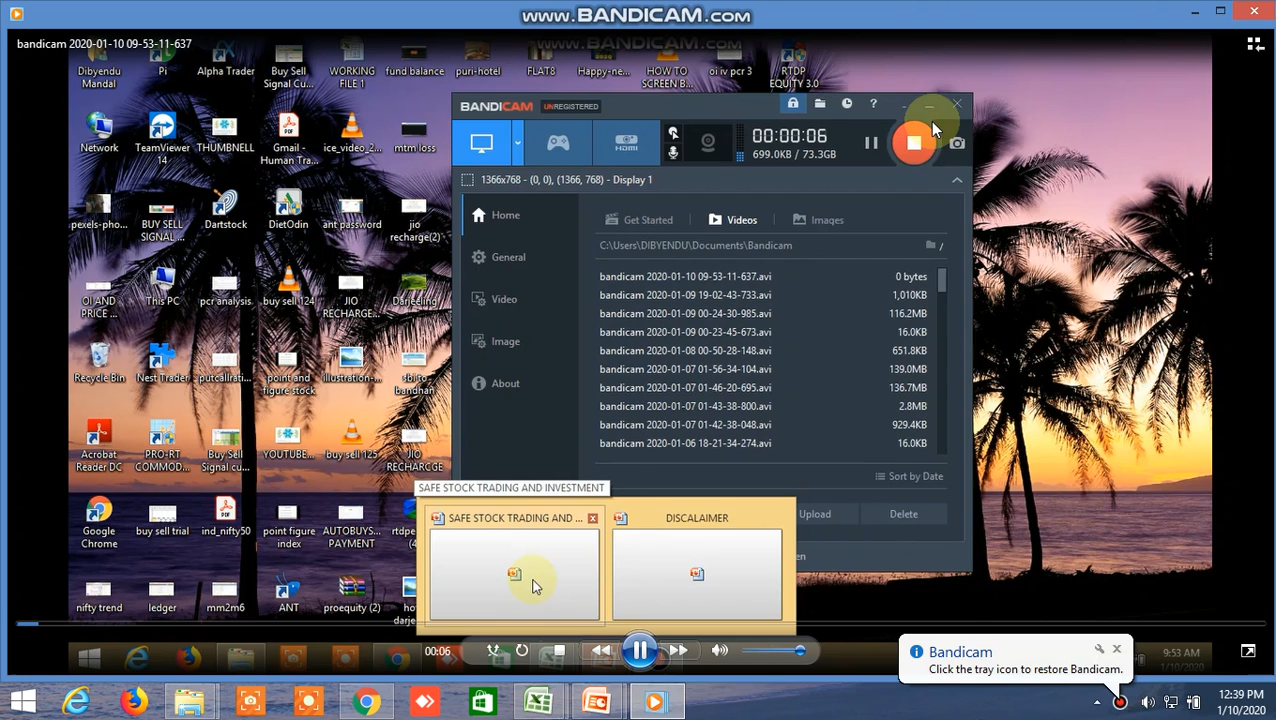 www.BANDICAM.com
bandicam 2020-01-10 09-53-11-637
www.BANDICAM.com
Dibyendu
Mandal
Pi
Alpha Trader
Buy Sell
Signal Cu...
WORKING
FILE 1
fund balance
puri-hotel
FLAT8
Happy-ne...
HOW TO
SCREEN B...
oi iv pcr 3
RTDP
EQUITY 3.0
Network
TeamViewer
14
THUMBNELL
Gmail -
Human Tra...
ice_video_2...
mtm loss
pexels-pho...
BUY SELL
SIGNAL ...
Dartstock
DietOdin
ant password
jio
recharge(2)
OI AND
PRICE ...
This PC
pcr analysis
buy sell 124
JIO
RECHARGE...
Darjeeling
Recycle Bin
Nest Trader
putcallrati...
point and
figure stock
illustration-...
sbi to
bundhan
Acrobat
Reader DC
PRO-RT
COMMOD...
Buy.Sell
Signal cu...
YOUTUBE...
buy sell 125
JIO
RECHARGE
Google
Chrome
buy sell trial
ind_nifty50
point figure
index
AUTOBUYS...
PAYMENT
rtdpe
(4)
nifty trend
ledger
mm2m6
ANT
proequity (2)
BANDICAM UNREGISTERED
?
HDMI
00:00:06
699.0KB / 73.3GB
1366x768 - (0, 0), (1366, 768) - Display 1
Home
General
Video
Image
About
Get Started
Videos
Images
C:\Users\DIBYENDU\Documents\Bandicam
/
bandicam 2020-01-10 09-53-11-637.avi 0 bytes
bandicam 2020-01-09 19-02-43-733.avi 1,010KB
bandicam 2020-01-09 00-24-30-985.avi 116.2MB
bandicam 2020-01-09 00-23-45-673.avi 16.0KB
bandicam 2020-01-08 00-50-28-148.avi 651.8KB
bandicam 2020-01-07 01-56-34-104.avi 139.0MB
bandicam 2020-01-07 01-46-20-695.avi 136.7MB
bandicam 2020-01-07 01-43-38-800.avi 2.8MB
bandicam 2020-01-07 01-42-38-048.avi 929.4KB
bandicam 2020-01-06 18-21-34-274.avi 16.0KB
Sort by Date
Upload
Delete
SAFE STOCK TRADING AND INVESTMENT
SAFE STOCK TRADING AND ...
DISCALAIMER
00:06
9:53 AM
1/10/2020
Bandicam
Click the tray icon to restore Bandicam.
12:39 PM
1/10/2020